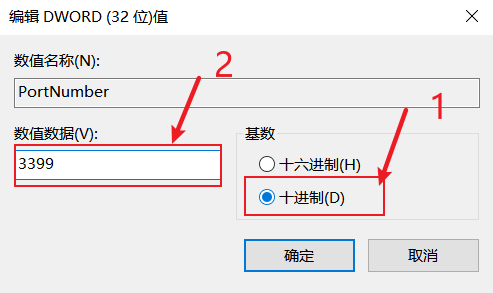 编辑 DWORD (32 位)值
数值名称(N):
PortNumber
2
1
数值数据(V):
基数
3399
十六进制(H)
十进制(D)
确定
取消